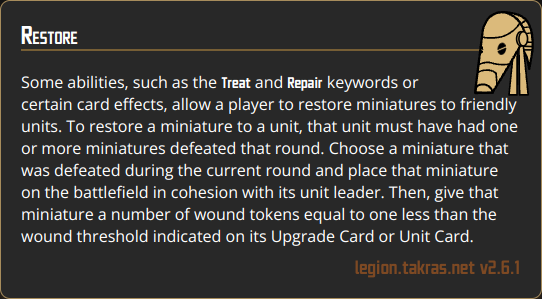 Restore
Some abilities, such as the Treat and Repair keywords or
certain card effects, allow a player to restore miniatures to friendly
units. To restore a miniature to a unit, that unit must have had one
or more miniatures defeated that round. Choose a miniature that
was defeated during the current round and place that miniature
on the battlefield in cohesion with its unit leader. Then, give that
miniature a number of wound tokens equal to one less than the
wound threshold indicated on its Upgrade Card or Unit Card.
legion.takras.net v2.6.1